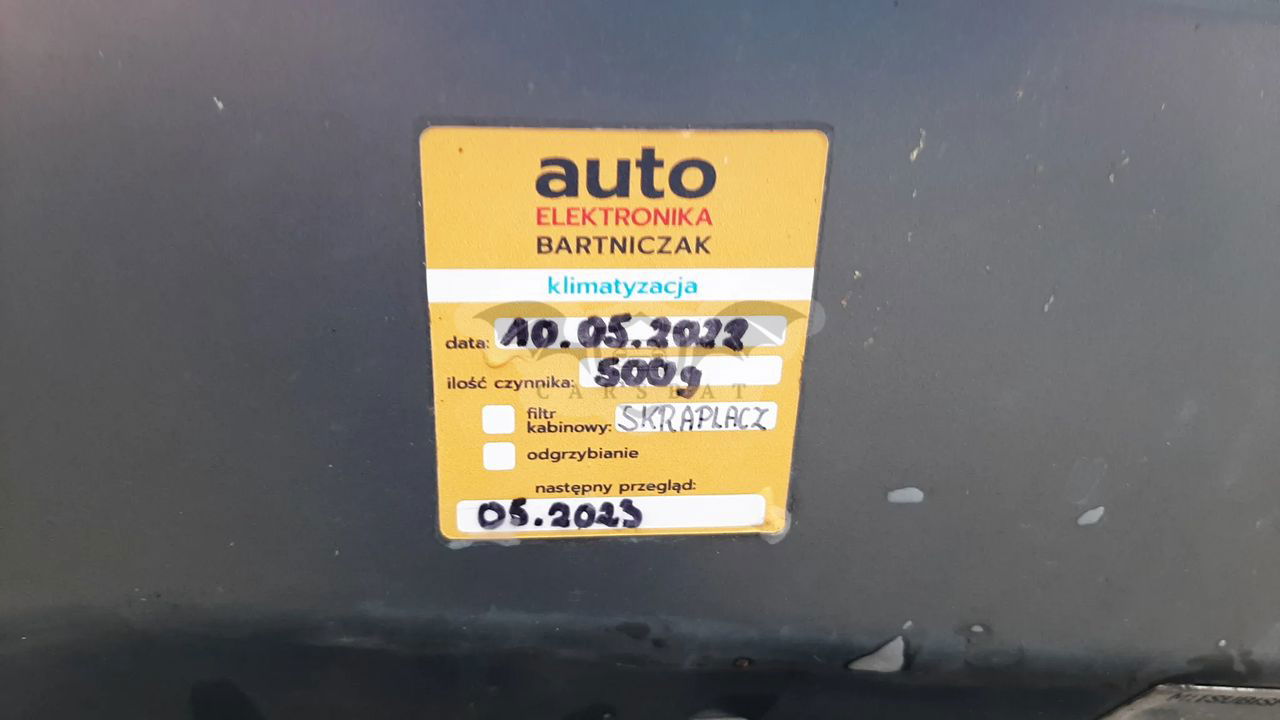 auto
ELEKTRONIKA
BARTNICZAK
klimatyzacja
data: 10.05.2022
ilość czynnika: 500g
CARSEAT
filtr
kabinowy: SKRAPLACZ
odgrzybianie
następny przegląd:
05.2023